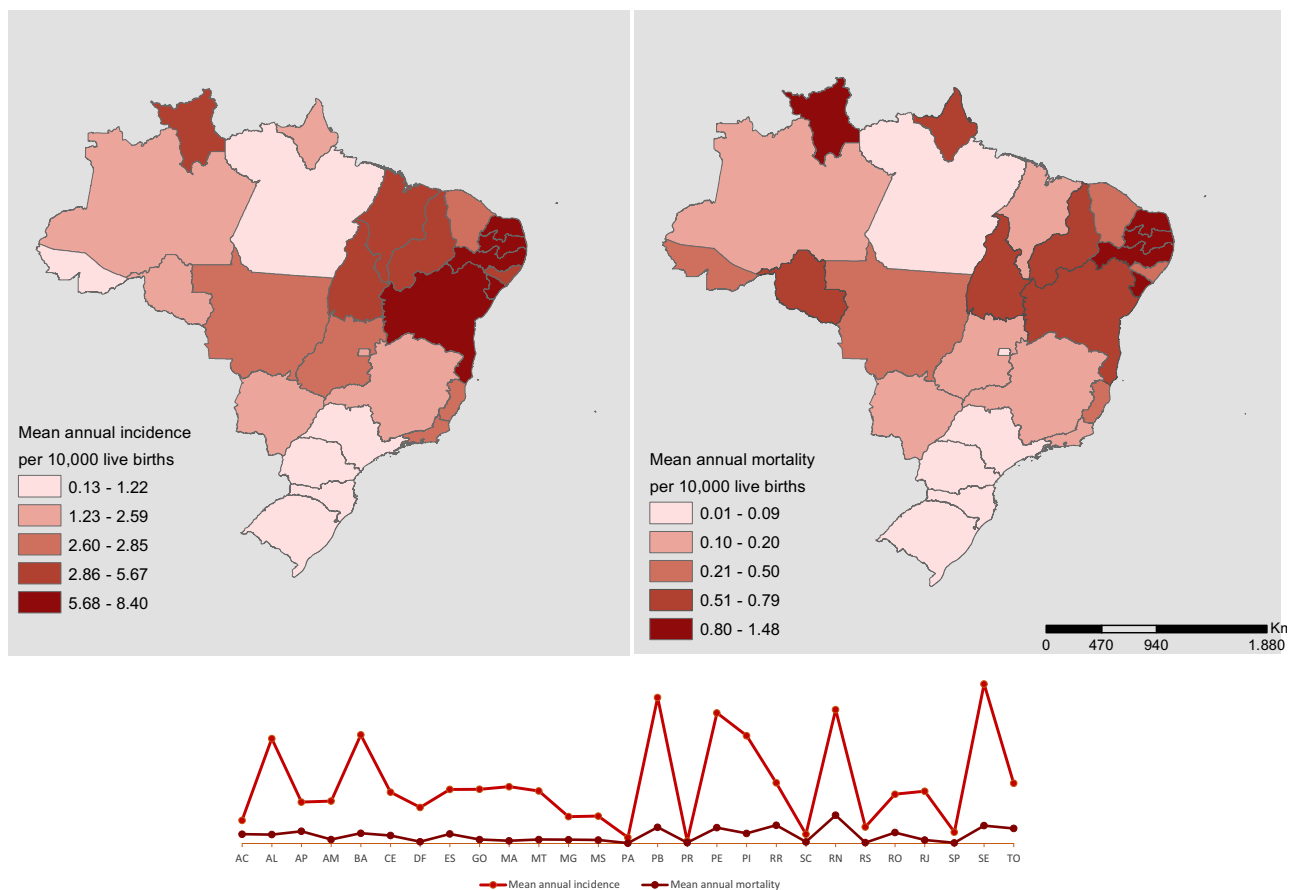 Mean annual incidence
per 10,000 live births
0.13 - 1.22
1.23 - 2.59
2.60 - 2.85
2.86 - 5.67
5.68 - 8.40
Mean annual mortality
per 10,000 live births
0.01 - 0.09
0.10 - 0.20
0.21 - 0.50
0.51 - 0.79
0.80 - 1.48
Km
0 470 940 1.880
AC AL AP AM BA CE DF ES GO MA MT MG MS PA PB PR PE PI RR SC RN RS RO RJ SP SE TO
Mean annual incidence Mean annual mortality